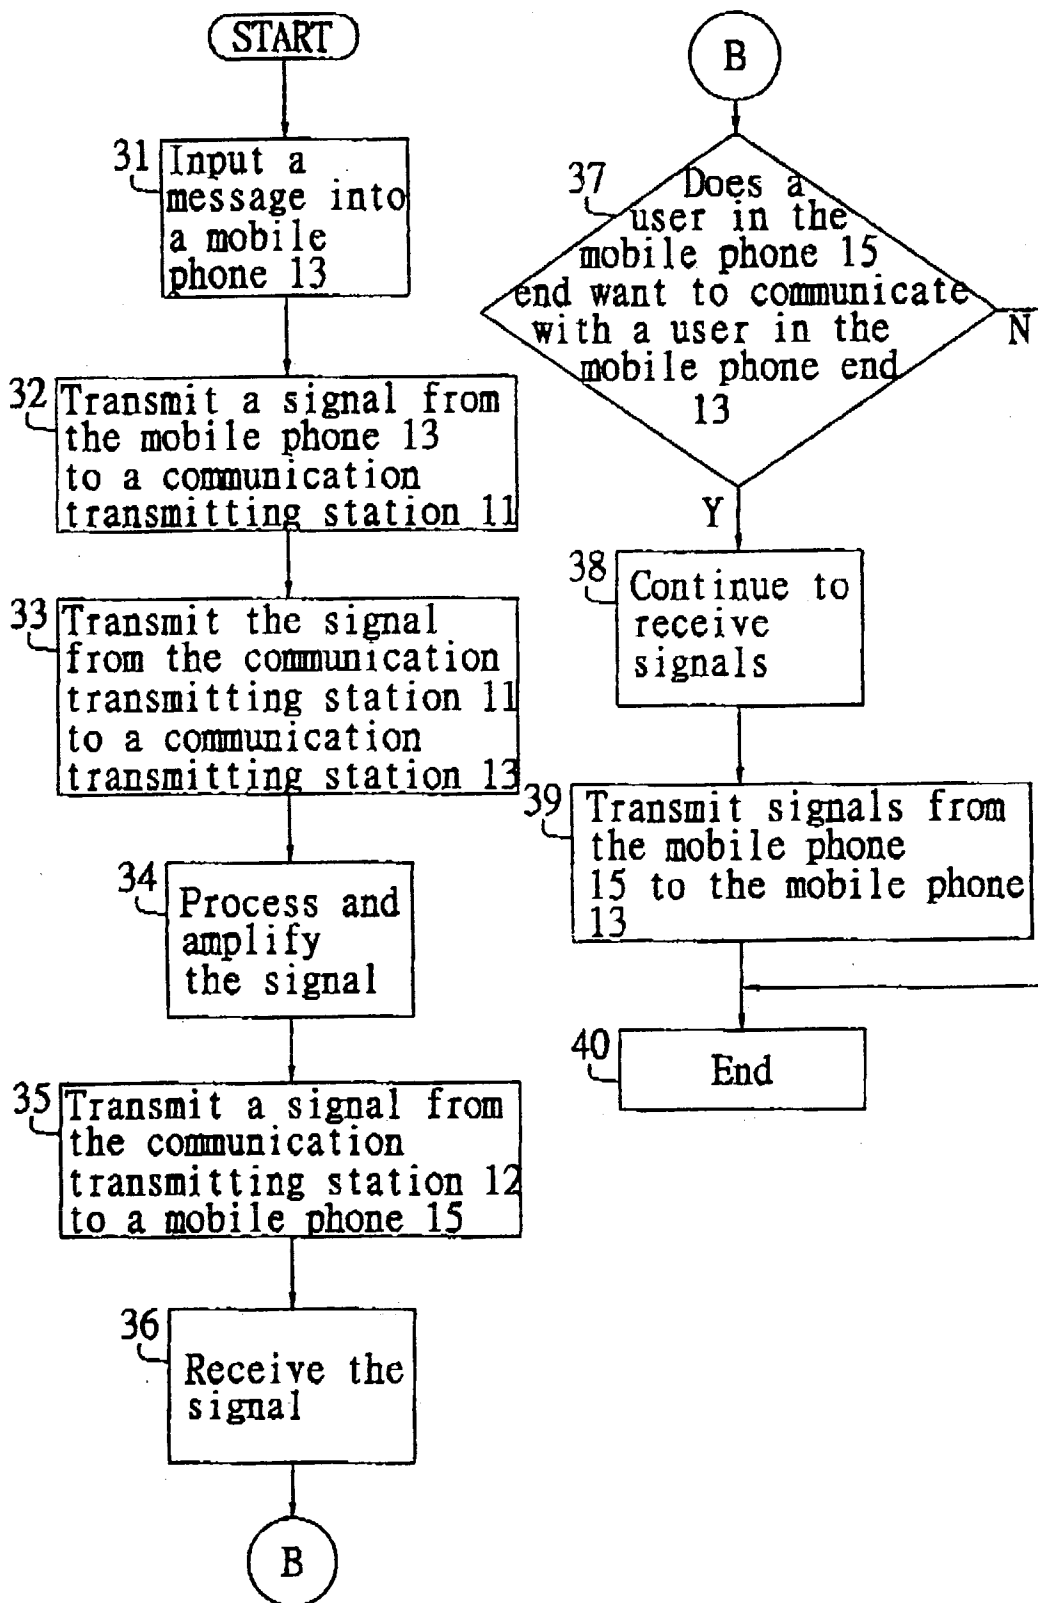 START
31
Input a
message into
a mobile
phone 13
32
Transmit a signal from
the mobile phone 13
to a communication
transmitting station 11
33
Transmit the signal
from the communication
transmitting station 11
to a communication
transmitting station 13
34
Process and
amplify
the signal
35
Transmit a signal from
the communication
transmitting station 12
to a mobile phone 15
36
Receive the
signal
B
B
37
Does a
user in the
mobile phone 15
end want to communicate
with a user in the
mobile phone end
13
N
Y
38
Continue to
receive
signals
39
Transmit signals from
the mobile phone
15 to the mobile phone
13
40
End